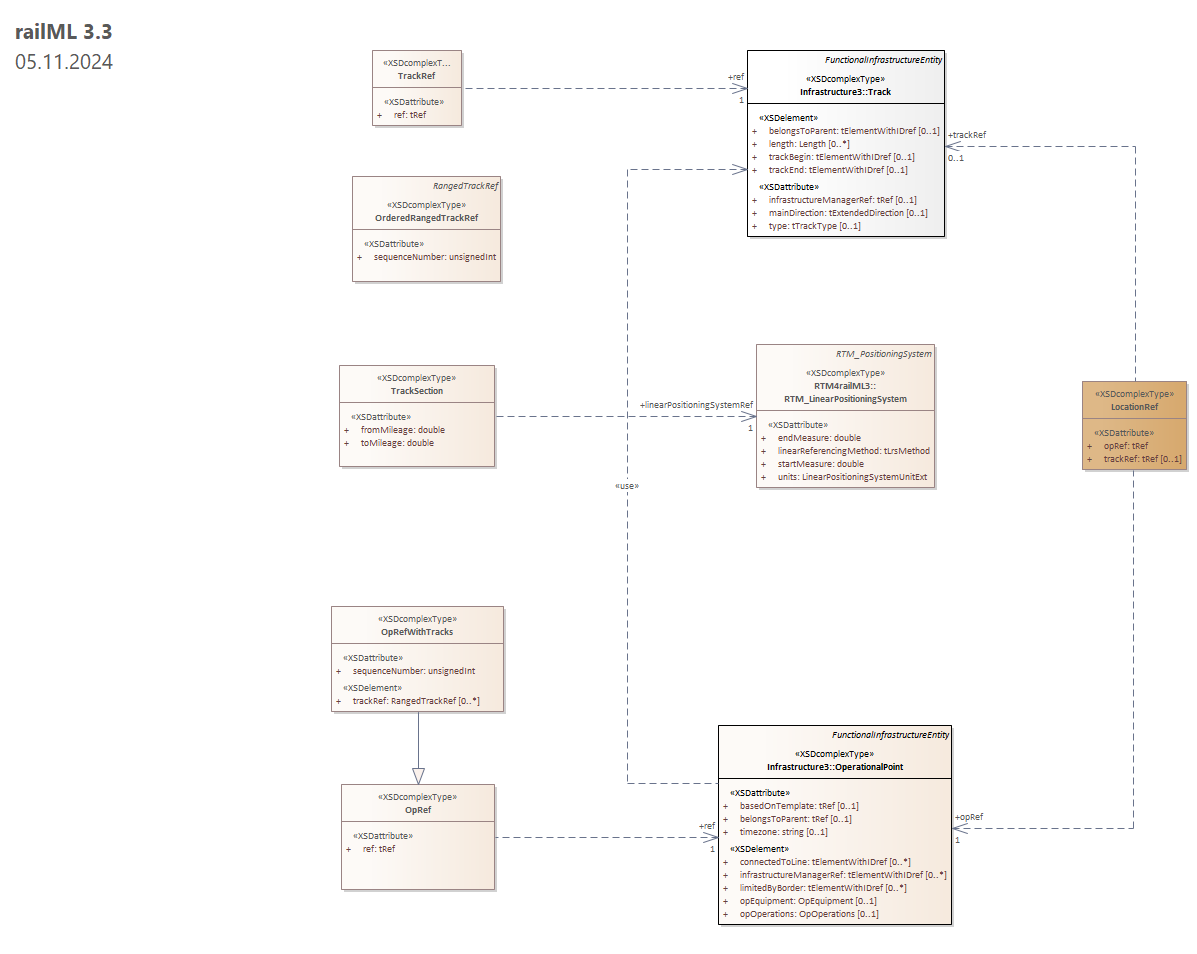 railML 3.3
05.11.2024
«XSDcomplexT...
TrackRef
«XSDattribute»
+ ref: tRef
+ref
1
FunctionalInfrastructureEntity
«XSDcomplexType»
Infrastructure3::Track
«XSDelement»
+ belongsToParent: tElementWithIDref [0..1]
+ length: Length [0..*]
+ trackBegin: tElementWithIDref [0..1]
+ trackEnd: tElementWithIDref [0..1]
«XSDattribute»
+ infrastructureManagerRef: tRef [0..1]
+ mainDirection: tExtendedDirection [0..1]
+ type: tTrackType [0..1]
+trackRef
0..1
RangedTrackRef
«XSDcomplexType»
OrderedRangedTrackRef
«XSDattribute»
+ sequenceNumber: unsignedInt
«XSDcomplexType»
TrackSection
«XSDattribute»
+ fromMileage: double
+ toMileage: double
+linearPositioningSystemRef
1
RTM_PositioningSystem
«XSDcomplexType»
RTM4railML3::
RTM_LinearPositioningSystem
«XSDattribute»
+ endMeasure: double
+ linearReferencingMethod: tLrsMethod
+ startMeasure: double
+ units: LinearPositioningSystemUnitExt
«XSDcomplexType»
LocationRef
«XSDattribute»
+ opRef: tRef
+ trackRef: tRef [0..1]
«use»
«XSDcomplexType»
OpRefWithTracks
«XSDattribute»
+ sequenceNumber: unsignedInt
«XSDelement»
+ trackRef: RangedTrackRef [0..*]
«XSDcomplexType»
OpRef
«XSDattribute»
+ ref: tRef
+ref
1
FunctionalInfrastructureEntity
«XSDcomplexType»
Infrastructure3::OperationalPoint
«XSDattribute»
+ basedOnTemplate: tRef [0..1]
+ belongsToParent: tRef [0..1]
+ timezone: string [0..1]
«XSDelement»
+ connectedToLine: tElementWithIDref [0..*]
+ infrastructureManagerRef: tElementWithIDref [0..*]
+ limitedByBorder: tElementWithIDref [0..*]
+ opEquipment: OpEquipment [0..1]
+ opOperations: OpOperations [0..1]
+opRef
1